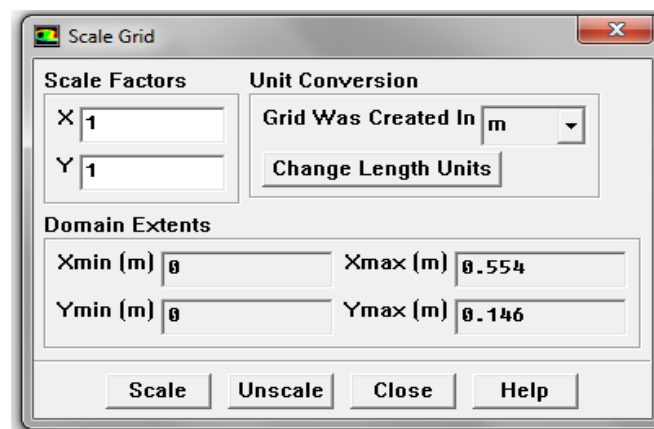 Scale Grid
Scale Factors
Unit Conversion
X 1
Grid Was Created In m
Y 1
Change Length Units
Domain Extents
Xmin (m) 0
Xmax (m) 0.554
Ymin (m) 0
Ymax (m) 0.146
Scale
Unscale
Close
Help